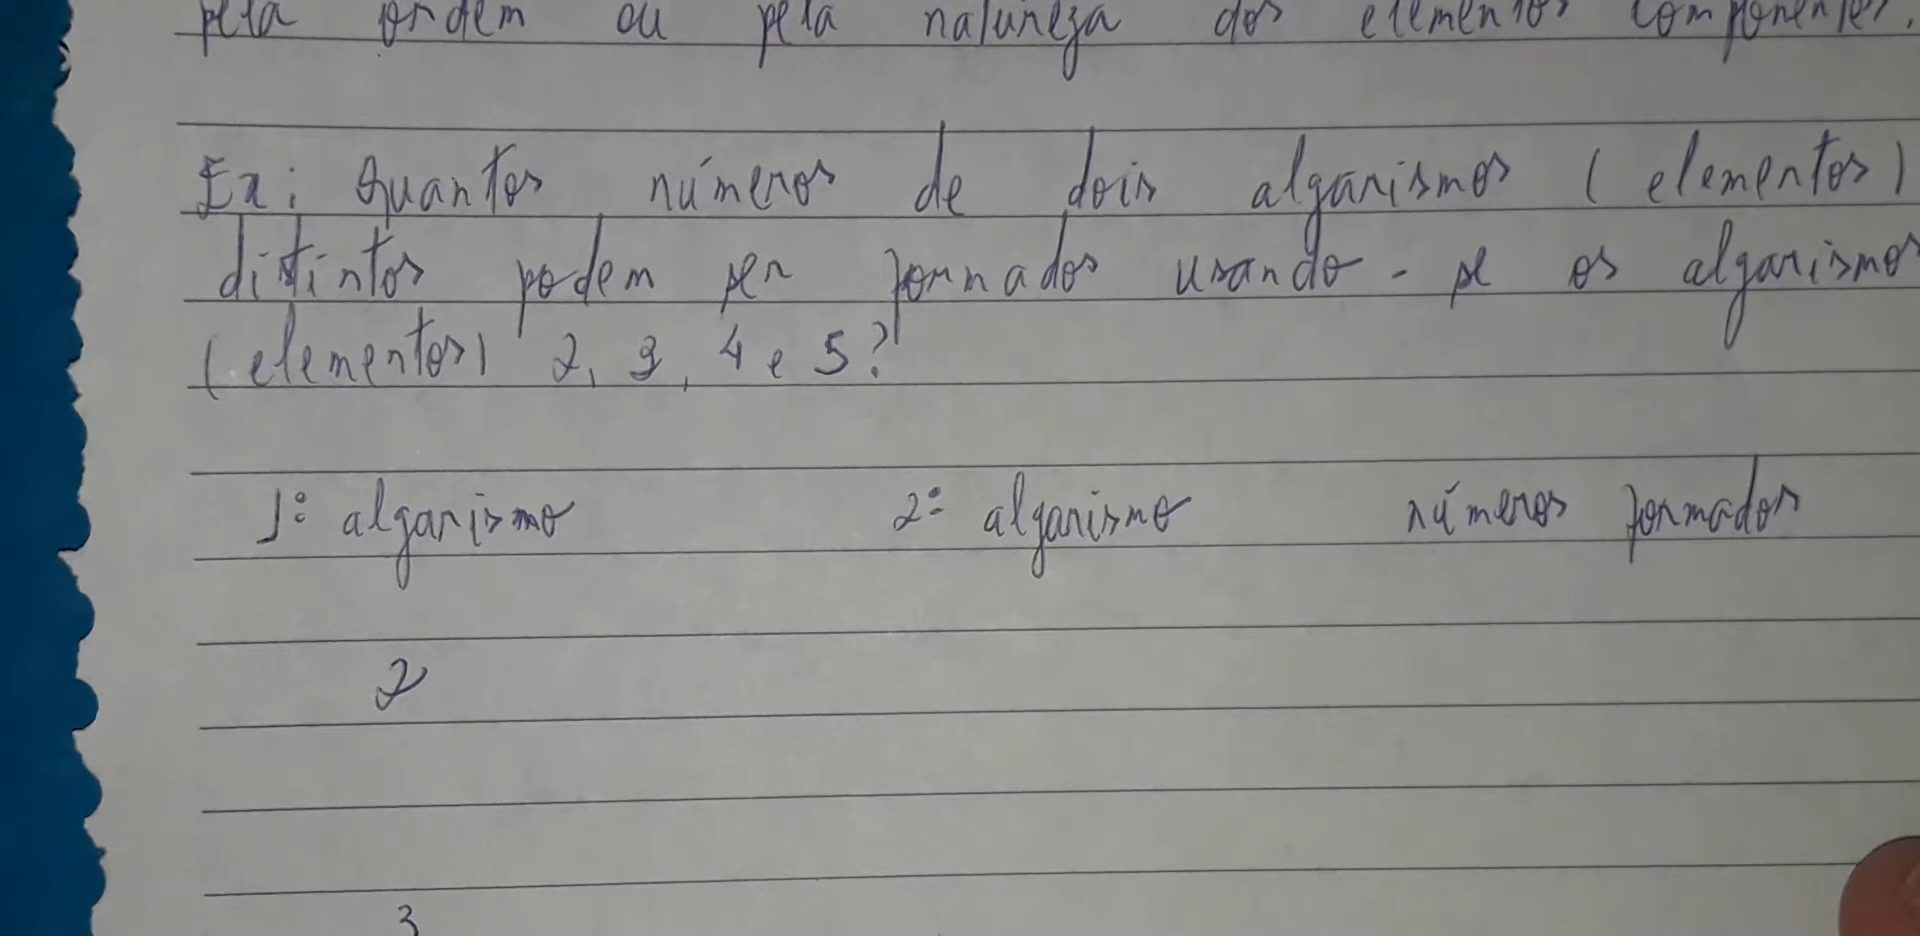 pela ordem ou pela natureza dos elementos componentes.
Ex: Quantos números de dois algarismos (elementos)
distintos podem ser formados usando-se os algarismos
(elementos) 2, 3, 4 e 5?
1º algarismo 2º algarismo números formados
2
3